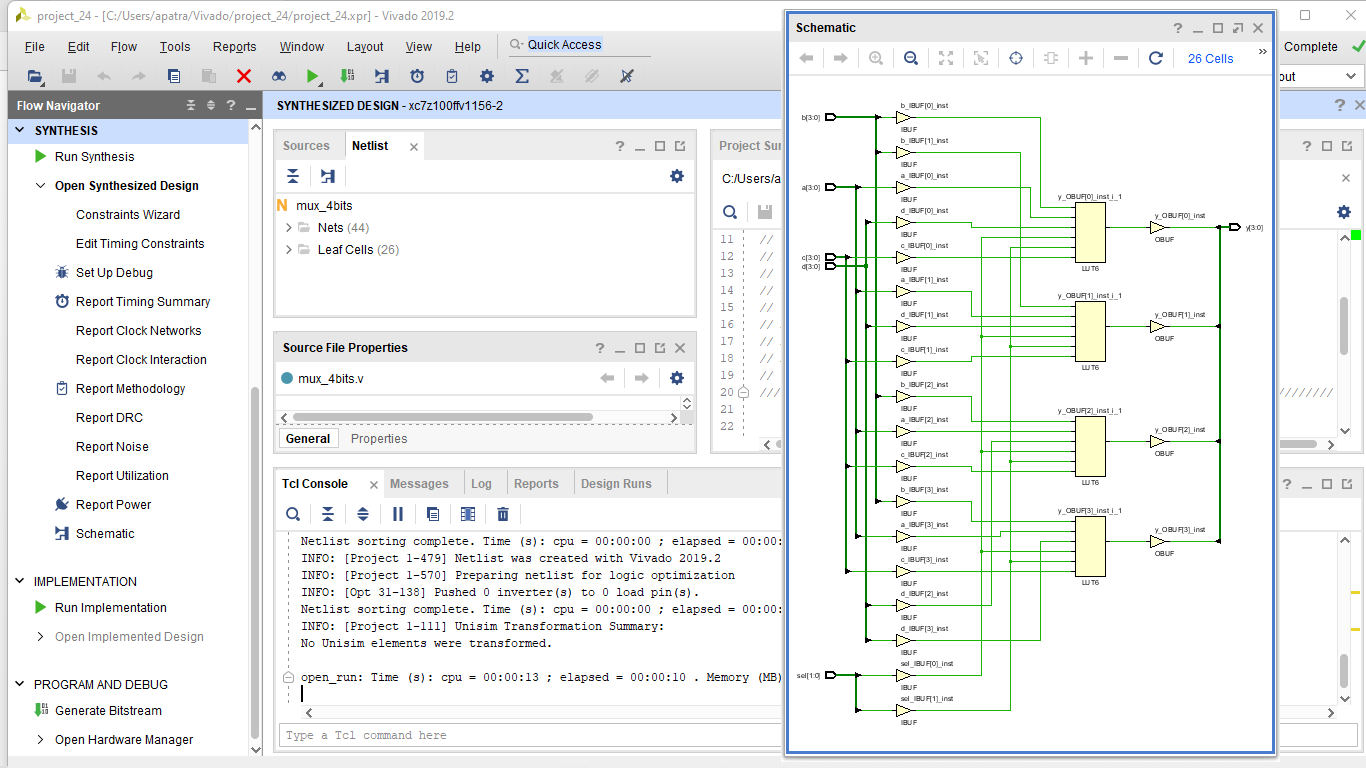 project_24 - [C:/Users/apatra/Vivado/project_24/project_24.xpr] - Vivado 2019.2
File Edit Flow Tools Reports Window Layout View Help Quick Access
Complete
out
Flow Navigator
SYNTHESIS
Run Synthesis
Open Synthesized Design
Constraints Wizard
Edit Timing Constraints
Set Up Debug
Report Timing Summary
Report Clock Networks
Report Clock Interaction
Report Methodology
Report DRC
Report Noise
Report Utilization
Report Power
Schematic
IMPLEMENTATION
Run Implementation
Open Implemented Design
PROGRAM AND DEBUG
Generate Bitstream
Open Hardware Manager
SYNTHESIZED DESIGN - xc7z100ffv1156-2
Sources Netlist
N mux_4bits
Nets (44)
Leaf Cells (26)
Source File Properties
mux_4bits.v
General Properties
Project Sur
C:/Users/a
11 //
12 //
13 //
14 //
15 //
16 //
17 //
18 //
19 //
20 ////
21
22
////////
Tcl Console Messages Log Reports Design Runs
Netlist sorting complete. Time (s): cpu = 00:00:00 ; elapsed = 00:00:
INFO: [Project 1-479] Netlist was created with Vivado 2019.2
INFO: [Project 1-570] Preparing netlist for logic optimization
INFO: [Opt 31-138] Pushed 0 inverter(s) to 0 load pin(s).
Netlist sorting complete. Time (s): cpu = 00:00:00 ; elapsed = 00:00:
INFO: [Project 1-111] Unisim Transformation Summary:
No Unisim elements were transformed.
open_run: Time (s): cpu = 00:00:13 ; elapsed = 00:00:10 . Memory (MB)
Type a Tcl command here
Schematic
26 Cells
b[3:0]
a[3:0]
c[3:0]
d[3:0]
sel[1:0]
b_IBUF[0]_inst
IBUF
b_IBUF[1]_inst
IBUF
a_IBUF[0]_inst
IBUF
d_IBUF[0]_inst
IBUF
c_IBUF[0]_inst
IBUF
a_IBUF[1]_inst
IBUF
d_IBUF[1]_inst
IBUF
c_IBUF[1]_inst
IBUF
b_IBUF[2]_inst
IBUF
a_IBUF[2]_inst
IBUF
c_IBUF[2]_inst
IBUF
b_IBUF[3]_inst
IBUF
a_IBUF[3]_inst
IBUF
c_IBUF[3]_inst
IBUF
d_IBUF[2]_inst
IBUF
d_IBUF[3]_inst
IBUF
sel_IBUF[0]_inst
IBUF
sel_IBUF[1]_inst
IBUF
y_OBUF[0]_inst_i_1
LUT6
y_OBUF[1]_inst_i_1
LUT6
y_OBUF[2]_inst_i_1
LUT6
y_OBUF[3]_inst_i_1
LUT6
y_OBUF[0]_inst
OBUF
y_OBUF[1]_inst
OBUF
y_OBUF[2]_inst
OBUF
y_OBUF[3]_inst
OBUF
y[3:0]